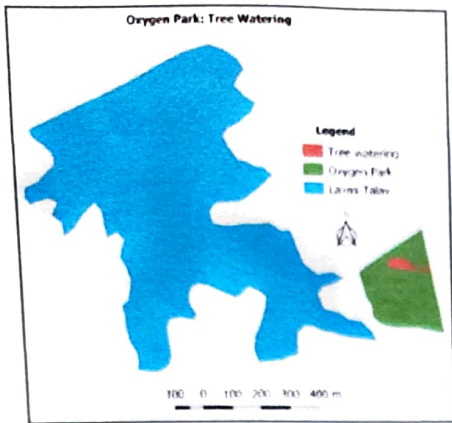 Oxygen Park: Tree Watering
Legend
Tree watering
Oxygen Park
Laxmi Talav
100 0 100 200 300 400 m